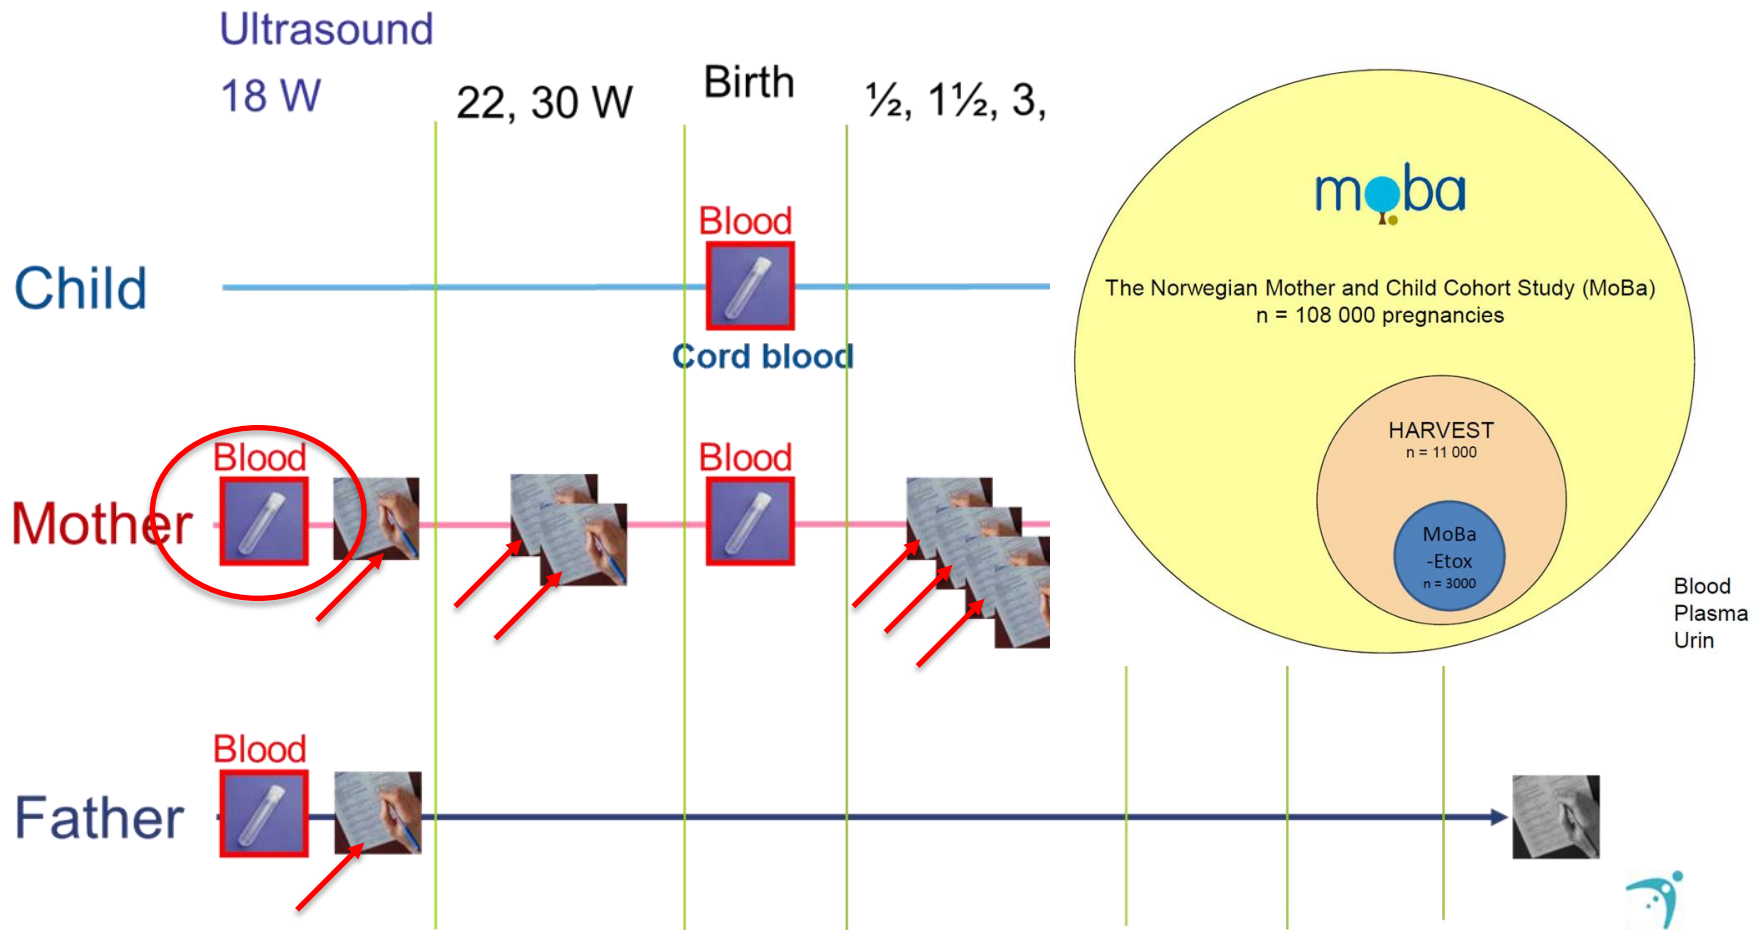 Ultrasound
18 W
22, 30 W
Birth
½, 1½, 3,
moba
The Norwegian Mother and Child Cohort Study (MoBa)
n = 108 000 pregnancies
HARVEST
n = 11 000
MoBa
-Etox
n = 3000
Blood
Plasma
Urin
Child
Blood
Cord blood
Mother
Blood
Blood
Father
Blood